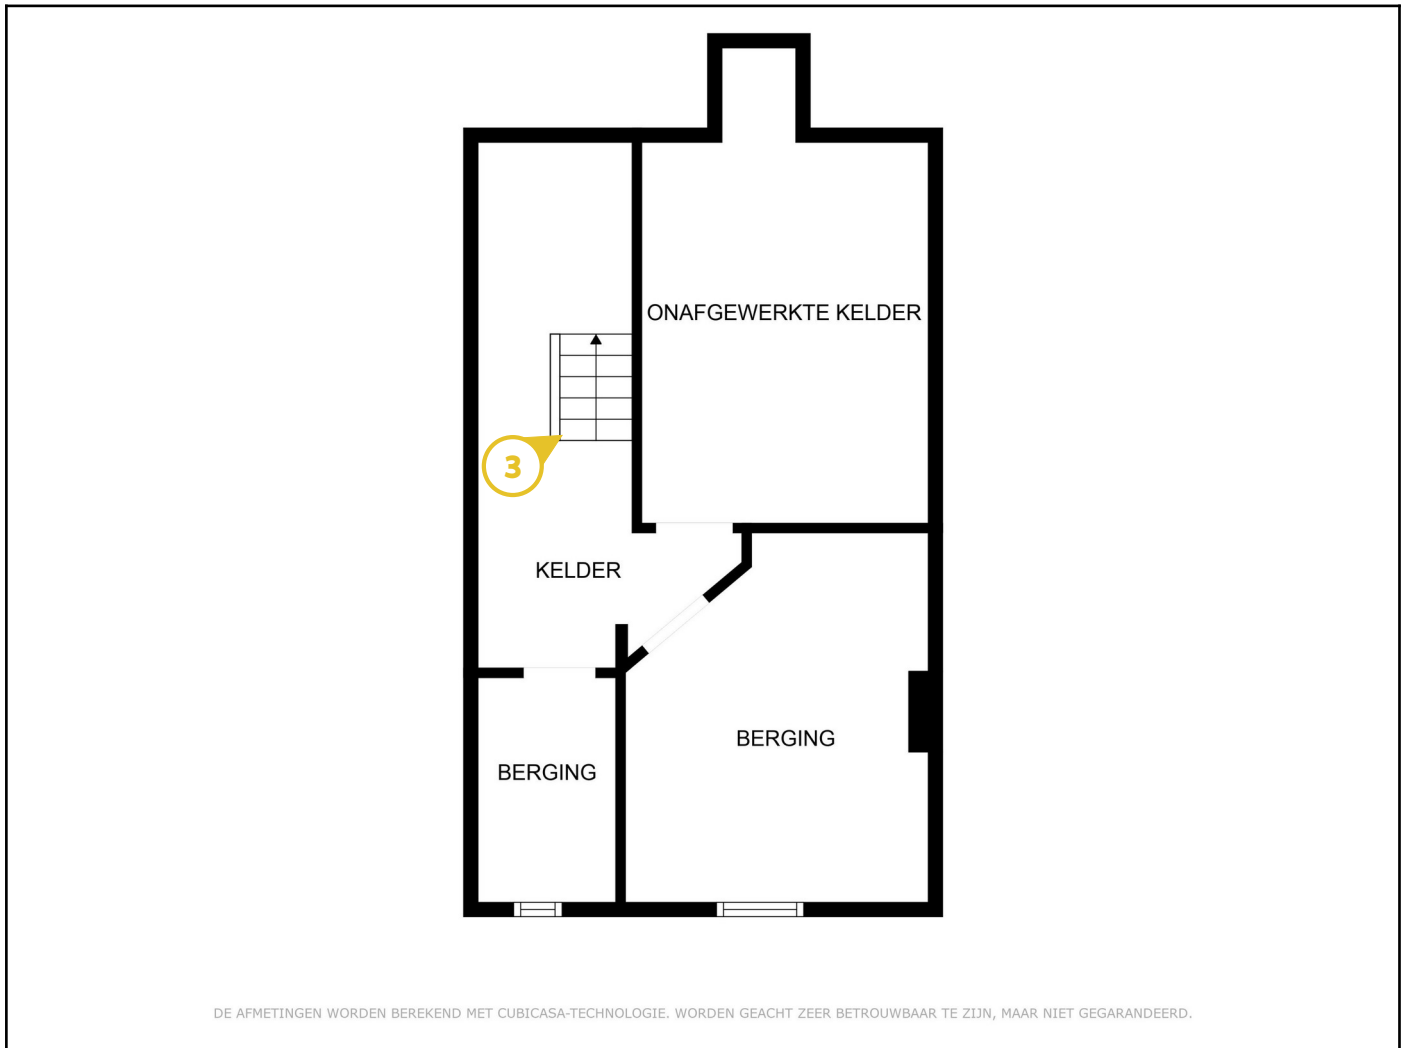 ONAFGEWERKTE KELDER
3
KELDER
BERGING
BERGING
DE AFMETINGEN WORDEN BEREKEND MET CUBICASA-TECHNOLOGIE. WORDEN GEACHT ZEER BETROUWBAAR TE ZIJN, MAAR NIET GEGARANDEERD.